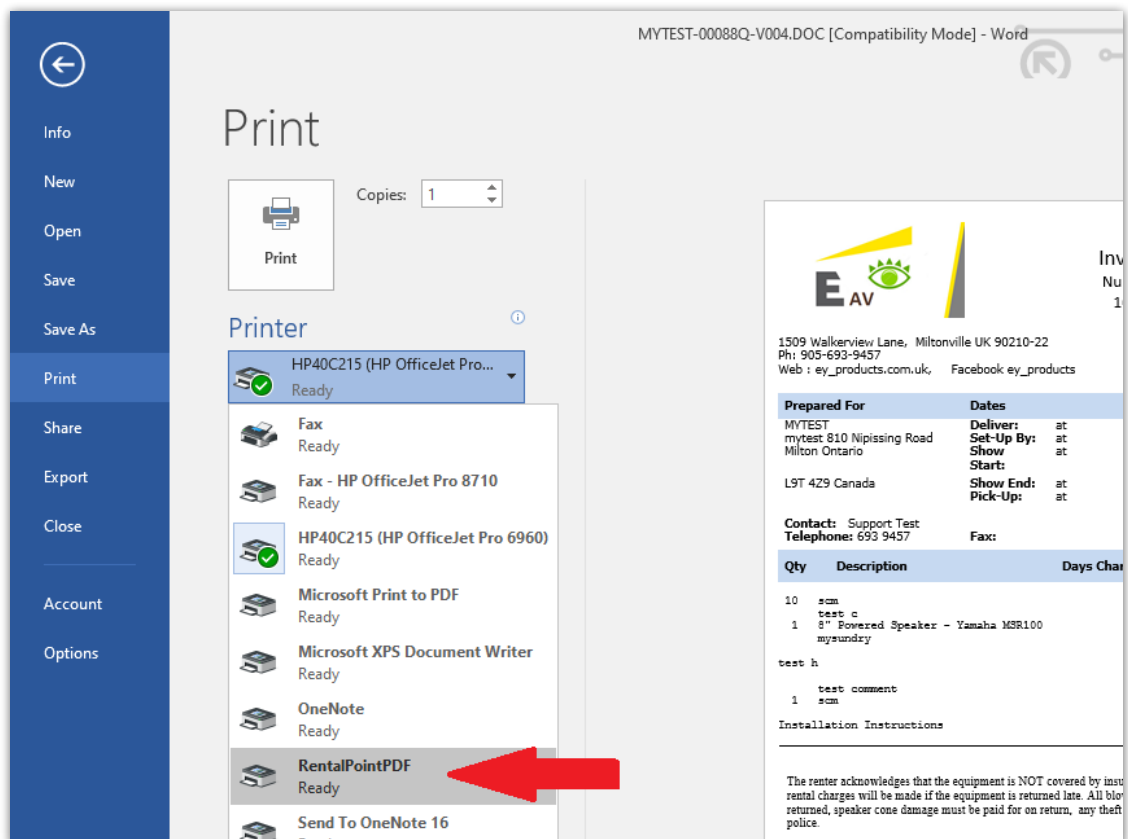 MYTEST-00088Q-V004.DOC [Compatibility Mode] - Word
Info
New
Open
Save
Save As
Print
Share
Export
Close
Account
Options
Print
Copies: 1
Print
Printer
HP40C215 (HP OfficeJet Pro...
Ready
Fax
Ready
Fax - HP OfficeJet Pro 8710
Ready
HP40C215 (HP OfficeJet Pro 6960)
Ready
Microsoft Print to PDF
Ready
Microsoft XPS Document Writer
Ready
OneNote
Ready
RentalPointPDF
Ready
Send To OneNote 16
E AV
Inv
Nu
1
1509 Walkerview Lane, Miltonville UK 90210-22
Ph: 905-693-9457
Web : ey_products.com.uk, Facebook ey_products
Prepared For Dates
MYTEST Deliver: at
mytest 810 Nipissing Road Set-Up By: at
Milton Ontario Show at
Start:
L9T 4Z9 Canada Show End: at
Pick-Up: at
Contact: Support Test
Telephone: 693 9457 Fax:
Qty Description Days Char
10 scm
test c
1 8" Powered Speaker - Yamaha MSR100
mysundry
test h
test comment
1 scm
Installation Instructions
The renter acknowledges that the equipment is NOT covered by insu
rental charges will be made if the equipment is returned late. All blo
returned, speaker cone damage must be paid for on return, any theft
police.